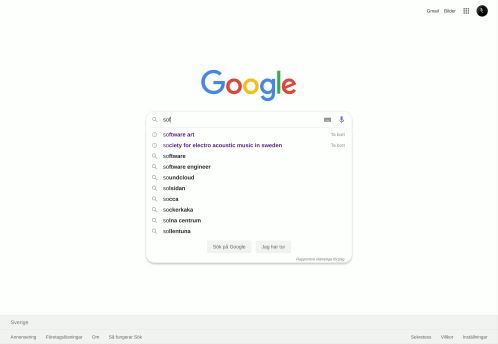 Gmail Bilder
Google
sof
software art Ta bort
society for electro acoustic music in sweden Ta bort
software
software engineer
soundcloud
solsidan
socca
sockerkaka
solna centrum
sollentuna
Sök på Google Jag har tur
Rapportera olämpliga förslag
Sverige
Annonsering Företagslösningar Om Så fungerar Sök Sekretess Villkor Inställningar